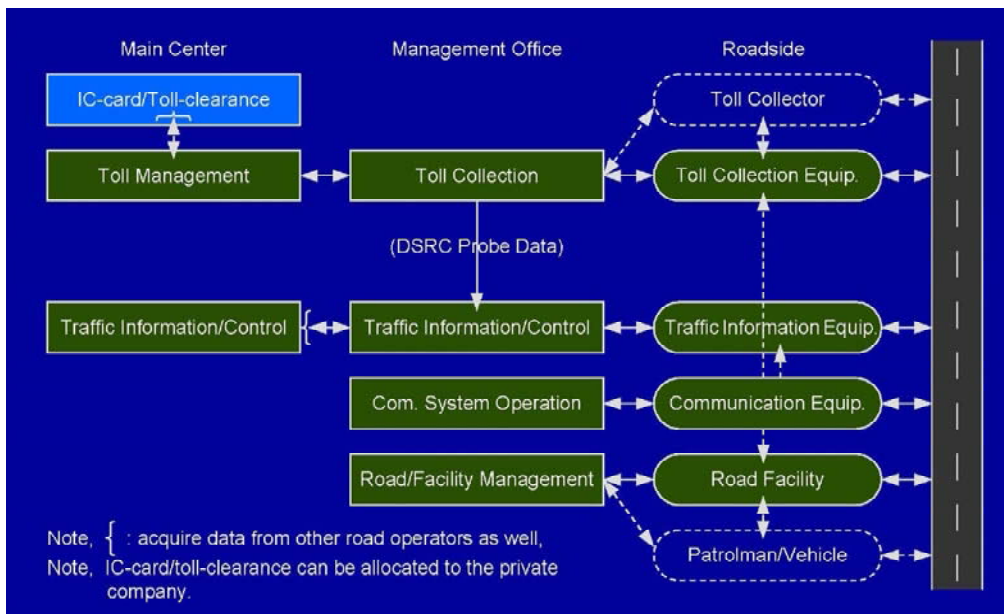 Main Center
Management Office
Roadside
IC-card/Toll-clearance
Toll Collector
Toll Management
Toll Collection
Toll Collection Equip.
(DSRC Probe Data)
Traffic Information/Control
Traffic Information/Control
Traffic Information Equip.
Com. System Operation
Communication Equip.
Road/Facility Management
Road Facility
Patrolman/Vehicle
Note, { : acquire data from other road operators as well,
Note, IC-card/toll-clearance can be allocated to the private
company.